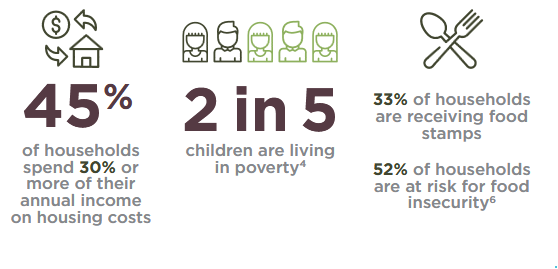 $
45%
of households
spend 30% or
more of their
annual income
on housing costs
2 in 5
children are living
in poverty⁴
33% of households
are receiving food
stamps
52% of households
are at risk for food
insecurity⁶